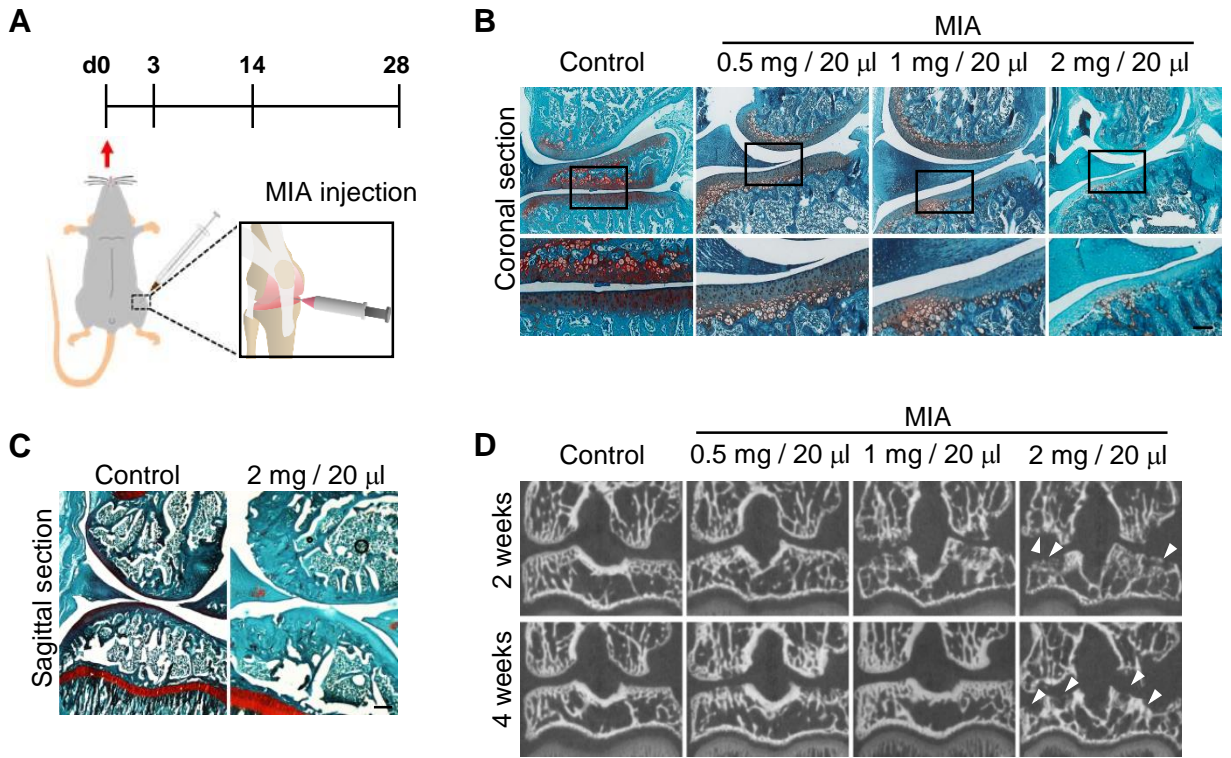 A
d0 3 14 28
MIA injection
B
MIA
Control 0.5 mg / 20 μl 1 mg / 20 μl 2 mg / 20 μl
Coronal section
C
Control 2 mg / 20 μl
Sagittal section
D
MIA
Control 0.5 mg / 20 μl 1 mg / 20 μl 2 mg / 20 μl
2 weeks
4 weeks